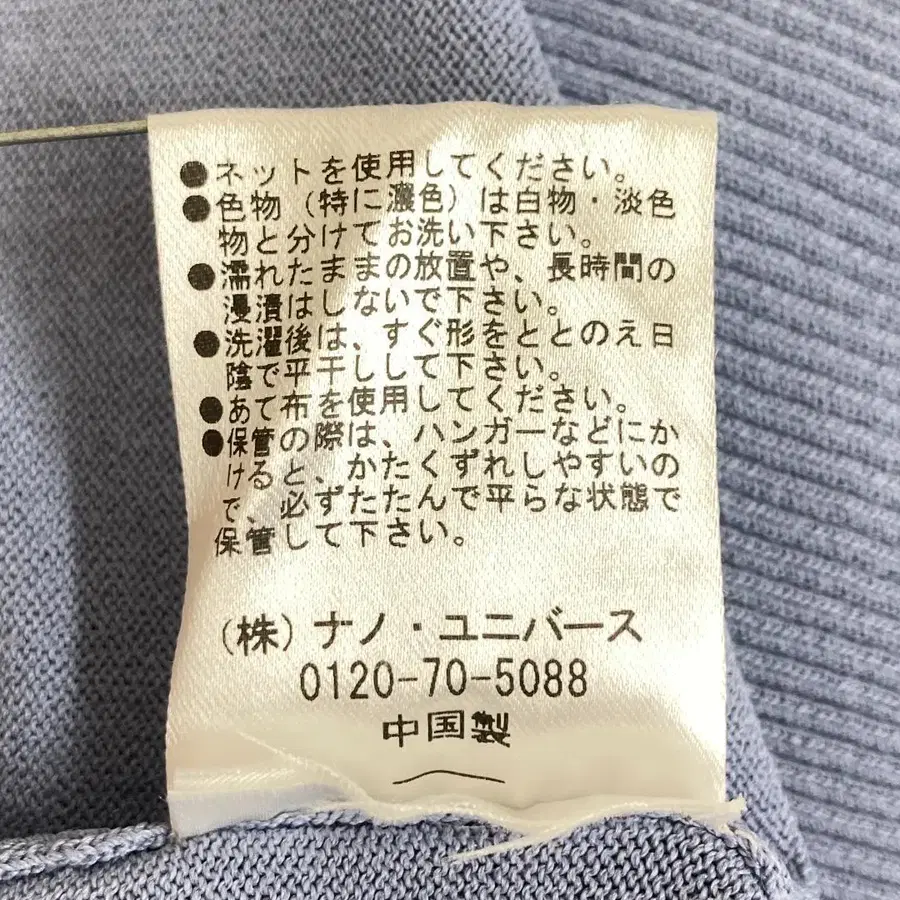 ●ネットを使用してください。
●色物（特に濃色）は白物・淡色
物と分けてお洗い下さい。
●濡れたままの放置や、長時間の
浸漬はしないで下さい。
●洗濯後は、すぐ形をととのえ日
陰で平干しして下さい。
●あて布を使用してください。
●保管の際は、ハンガーなどにか
けると、かたくずれしやすいの
で、必ずたたんで平らな状態で
保管して下さい。
（株）ナノ・ユニバース
0120-70-5088
中国製